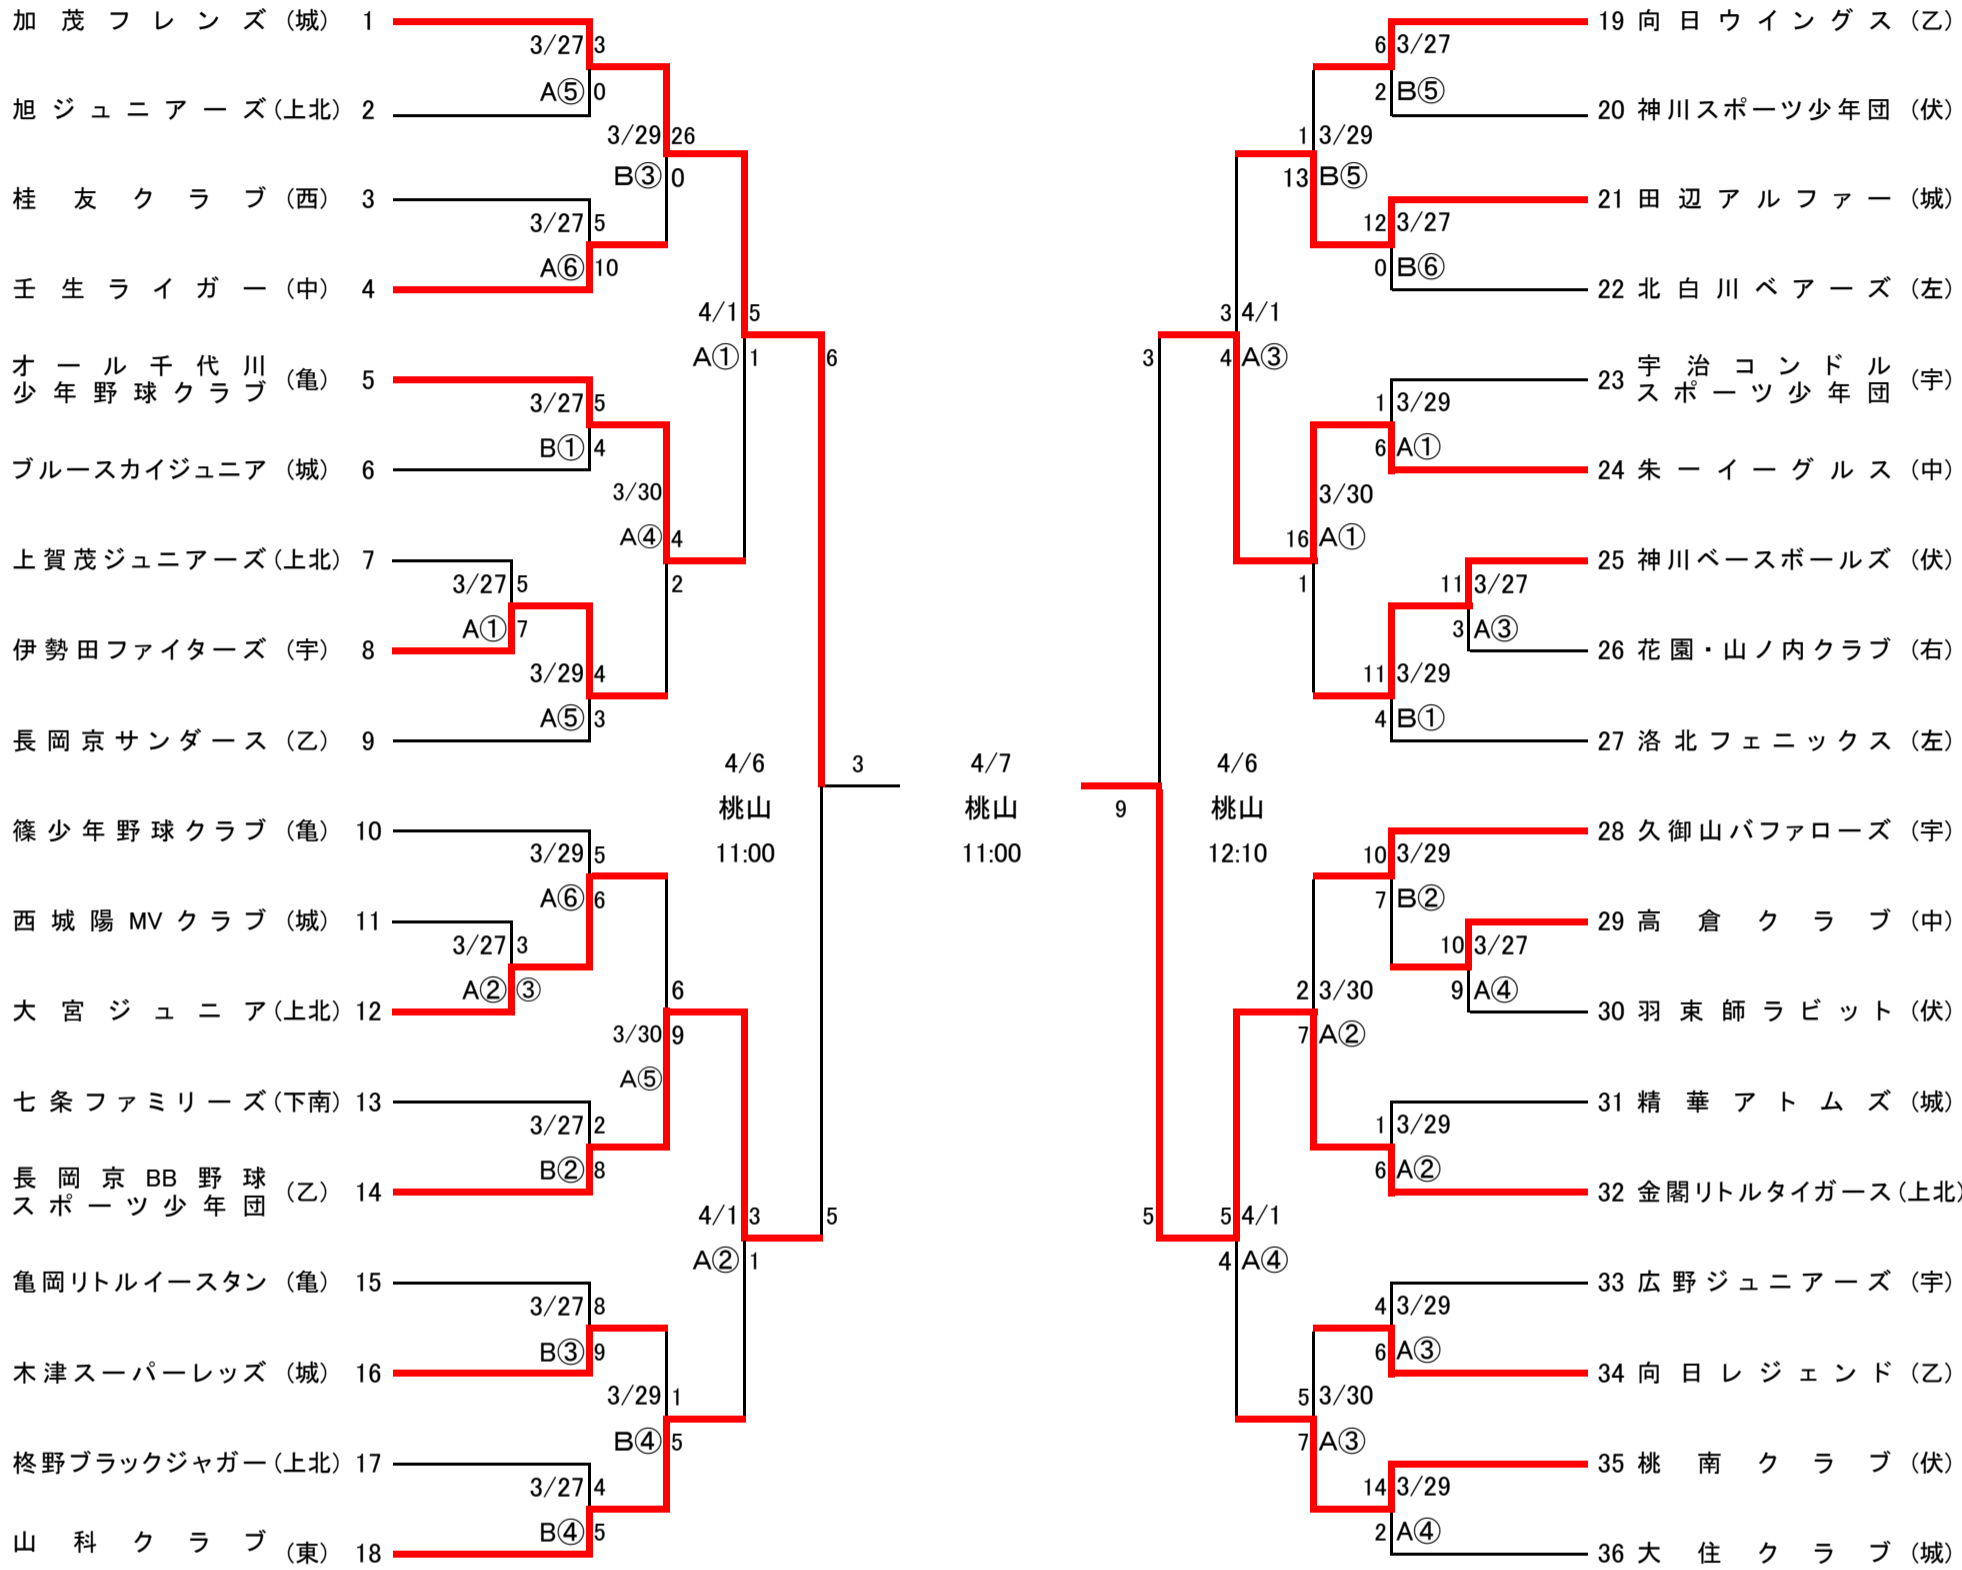 加茂フレンズ (城) 1
3/27 3
A⑤ 0
旭ジュニアーズ (上北) 2
3/29 26
B③ 0
桂友クラブ (西) 3
3/27 5
A⑥ 10
壬生ライガー (中) 4
4/1 5
A① 1
6
オール千代川
少年野球クラブ (亀) 5
3/27 5
B① 4
ブルースカイジュニア (城) 6
3/30
A④ 4
2
上賀茂ジュニアーズ (上北) 7
3/27 5
A① 7
伊勢田ファイターズ (宇) 8
3/29 4
A⑤ 3
長岡京サンダース (乙) 9
4/6
桃山
11:00
3
篠少年野球クラブ (亀) 10
3/29 5
A⑥ 6
西城陽MVクラブ (城) 11
3/27 3
A② ③
大宮ジュニア (上北) 12
6
3/30 9
A⑤
七条ファミリーズ (下南) 13
3/27 2
B② 8
長岡京BB野球
スポーツ少年団 (乙) 14
4/1 3
A② 1
5
亀岡リトルイースタン (亀) 15
3/27 8
B③ 9
木津スーパーレッズ (城) 16
3/29 1
B④ 5
柊野ブラックジャガー (上北) 17
3/27 4
B④ 5
山科クラブ (東) 18
4/7
桃山
11:00
19 向日ウイングス (乙)
6 3/27
2 B⑤
20 神川スポーツ少年団 (伏)
1 3/29
13 B⑤
21 田辺アルファー (城)
12 3/27
0 B⑥
22 北白川ベアーズ (左)
3 4/1
4 A③
3
23 宇治コンドル
スポーツ少年団 (宇)
1 3/29
6 A①
24 朱一イーグルス (中)
3/30
16 A①
1
25 神川ベースボールズ (伏)
11 3/27
3 A③
26 花園・山ノ内クラブ (右)
11 3/29
4 B①
27 洛北フェニックス (左)
9
4/6
桃山
12:10
28 久御山バファローズ (宇)
10 3/29
7 B②
29 高倉クラブ (中)
10 3/27
9 A④
30 羽束師ラビット (伏)
2 3/30
7 A②
31 精華アトムズ (城)
1 3/29
6 A②
32 金閣リトルタイガース (上北)
5
5 4/1
4 A④
33 広野ジュニアーズ (宇)
4 3/29
6 A③
34 向日レジェンド (乙)
5 3/30
7 A③
35 桃南クラブ (伏)
14 3/29
2 A④
36 大住クラブ (城)